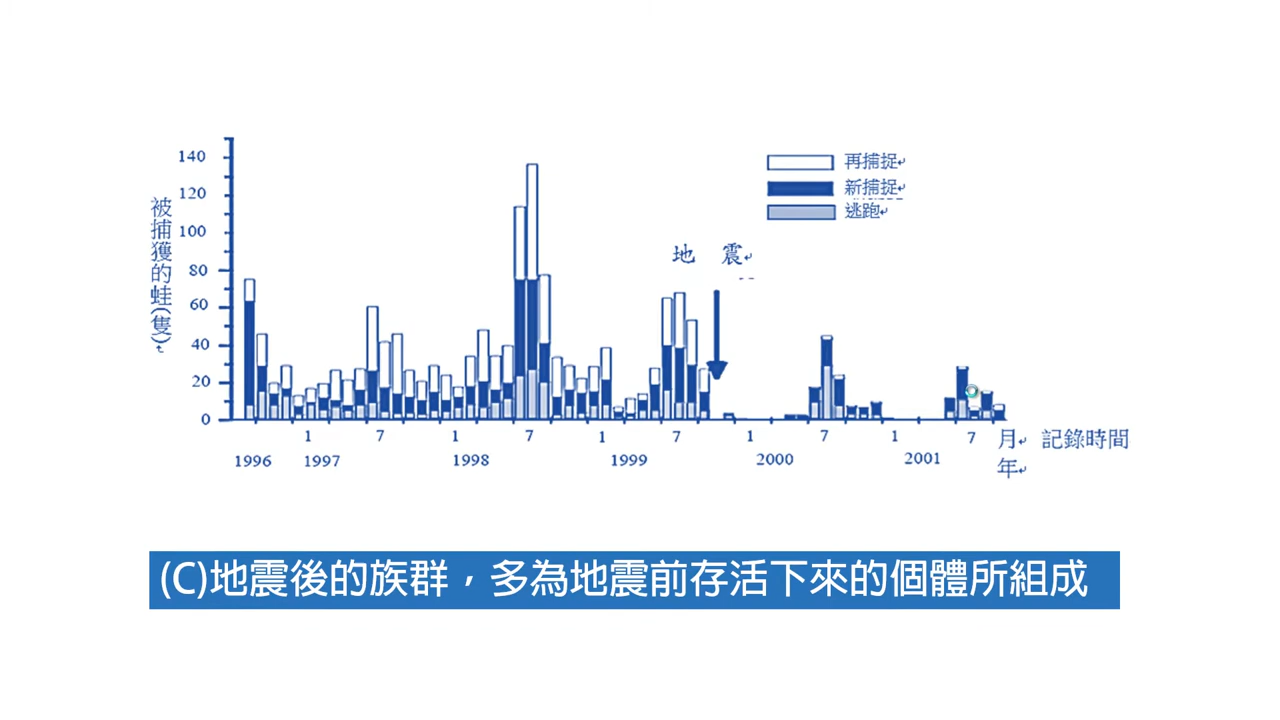 140
120
100
80
60
40
20
0
被捕獲的蛙(隻)
再捕捉
新捕捉
逃跑
地 震
1 7 1 7 1 7 1 7 1 7 月 記錄時間
1996 1997 1998 1999 2000 2001 年
(C)地震後的族群，多為地震前存活下來的個體所組成